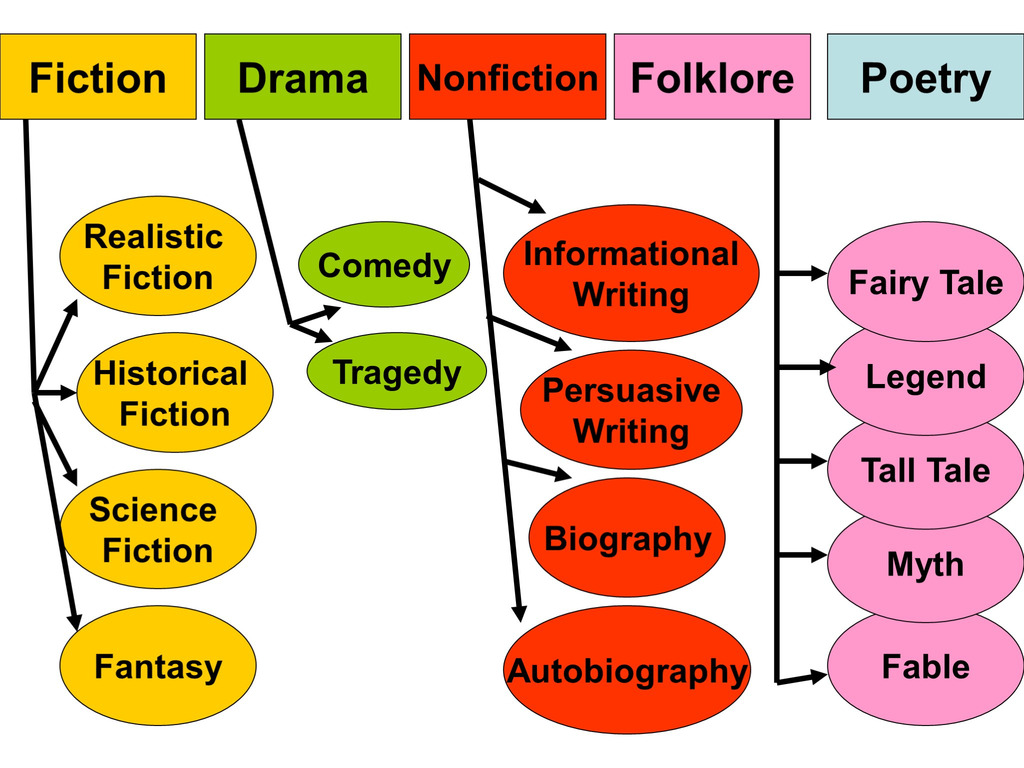 Fiction
Drama
Nonfiction
Folklore
Poetry
Realistic
Fiction
Historical
Fiction
Science
Fiction
Fantasy
Comedy
Tragedy
Informational
Writing
Persuasive
Writing
Biography
Autobiography
Fairy Tale
Legend
Tall Tale
Myth
Fable